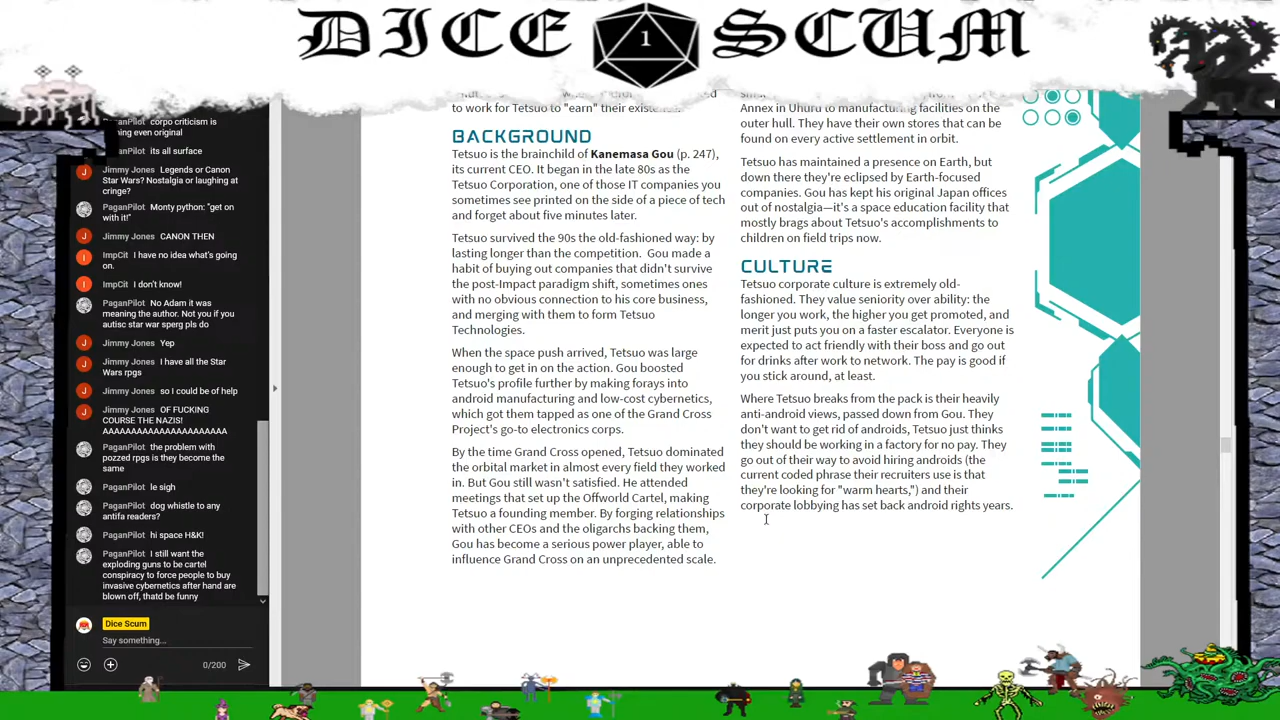 DICE SCUM
1
corpo criticism is
PaganPilot its all surface
Jimmy Jones Legends or Canon
Star Wars? Nostalgia or laughing at
cringe?
PaganPilot Monty python: "get on
with it!"
Jimmy Jones CANON THEN
ImpCit I have no idea what's going
on.
ImpCit I don't know!
PaganPilot No Adam it was
meaning the author. Not you if you
autisc star war sperg pls do
Jimmy Jones Yep
Jimmy Jones I have all the Star
Wars rpgs
Jimmy Jones so I could be of help
Jimmy Jones OF FUCKING
COURSE THE NAZIS!
AAAAAAAAAAAAAAAAAAAAA
PaganPilot the problem with
pozzed rpgs is they become the
same
PaganPilot le sigh
PaganPilot dog whistle to any
antifa readers?
PaganPilot hi space H&K!
PaganPilot I still want the
exploding guns to be cartel
conspiracy to force people to buy
invasive cybernetics after hand are
blown off, thatd be funny
Dice Scum
Say something...
0/200
to work for Tetsuo to "earn" their
BACKGROUND
Tetsuo is the brainchild of Kanemasa Gou (p. 247),
its current CEO. It began in the late 80s as the
Tetsuo Corporation, one of those IT companies you
sometimes see printed on the side of a piece of tech
and forget about five minutes later.
Tetsuo survived the 90s the old-fashioned way: by
lasting longer than the competition. Gou made a
habit of buying out companies that didn't survive
the post-Impact paradigm shift, sometimes ones
with no obvious connection to his core business,
and merging with them to form Tetsuo
Technologies.
When the space push arrived, Tetsuo was large
enough to get in on the action. Gou boosted
Tetsuo's profile further by making forays into
android manufacturing and low-cost cybernetics,
which got them tapped as one of the Grand Cross
Project's go-to electronics corps.
By the time Grand Cross opened, Tetsuo dominated
the orbital market in almost every field they worked
in. But Gou still wasn't satisfied. He attended
meetings that set up the Offworld Cartel, making
Tetsuo a founding member. By forging relationships
with other CEOs and the oligarchs backing them,
Gou has become a serious power player, able to
influence Grand Cross on an unprecedented scale.
Annex in Uhuru to manufacturing facilities on the
outer hull. They have their own stores that can be
found on every active settlement in orbit.
Tetsuo has maintained a presence on Earth, but
down there they're eclipsed by Earth-focused
companies. Gou has kept his original Japan offices
out of nostalgia—it's a space education facility that
mostly brags about Tetsuo's accomplishments to
children on field trips now.
CULTURE
Tetsuo corporate culture is extremely old-
fashioned. They value seniority over ability: the
longer you work, the higher you get promoted, and
merit just puts you on a faster escalator. Everyone is
expected to act friendly with their boss and go out
for drinks after work to network. The pay is good if
you stick around, at least.
Where Tetsuo breaks from the pack is their heavily
anti-android views, passed down from Gou. They
don't want to get rid of androids, Tetsuo just thinks
they should be working in a factory for no pay. They
go out of their way to avoid hiring androids (the
current coded phrase their recruiters use is that
they're looking for "warm hearts,") and their
corporate lobbying has set back android rights years.